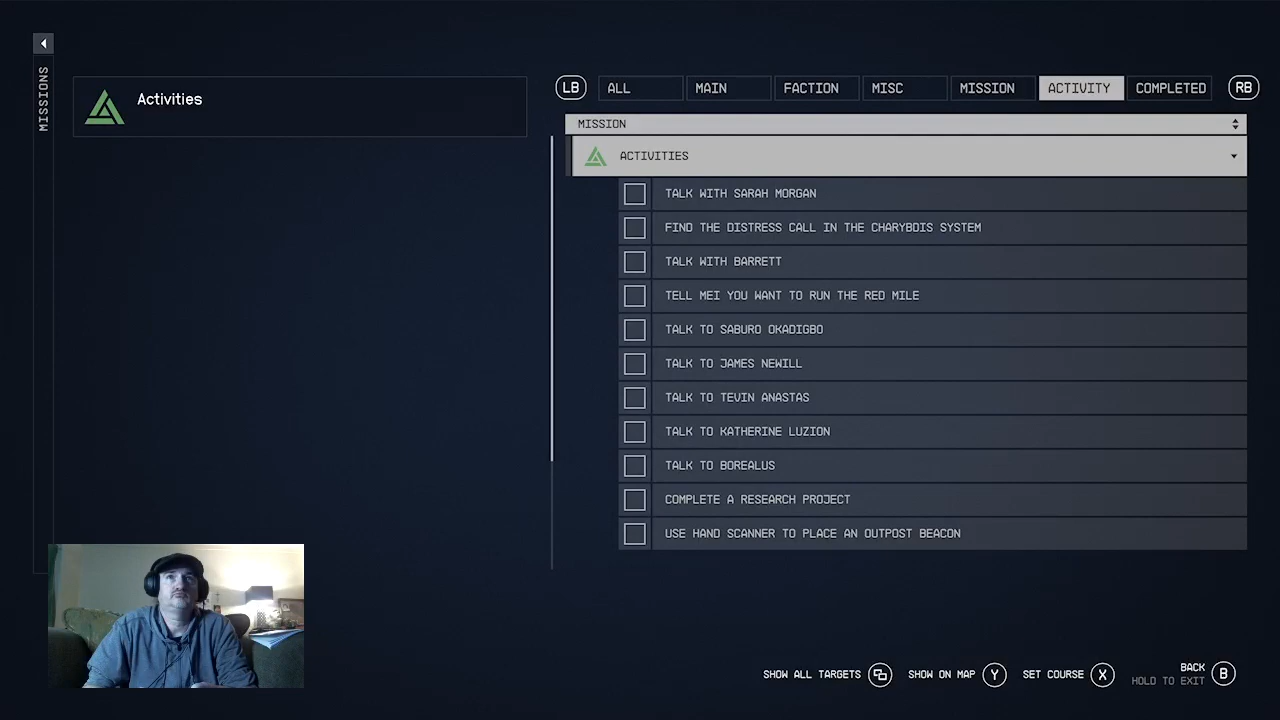 MISSIONS
Activities
LB ALL MAIN FACTION MISC MISSION ACTIVITY COMPLETED RB
MISSION
ACTIVITIES
TALK WITH SARAH MORGAN
FIND THE DISTRESS CALL IN THE CHARYBDIS SYSTEM
TALK WITH BARRETT
TELL MEI YOU WANT TO RUN THE RED MILE
TALK TO SABURO OKADIGBO
TALK TO JAMES NEWILL
TALK TO TEVIN ANASTAS
TALK TO KATHERINE LUZION
TALK TO BOREALUS
COMPLETE A RESEARCH PROJECT
USE HAND SCANNER TO PLACE AN OUTPOST BEACON
SHOW ALL TARGETS SHOW ON MAP Y SET COURSE X BACK B
HOLD TO EXIT